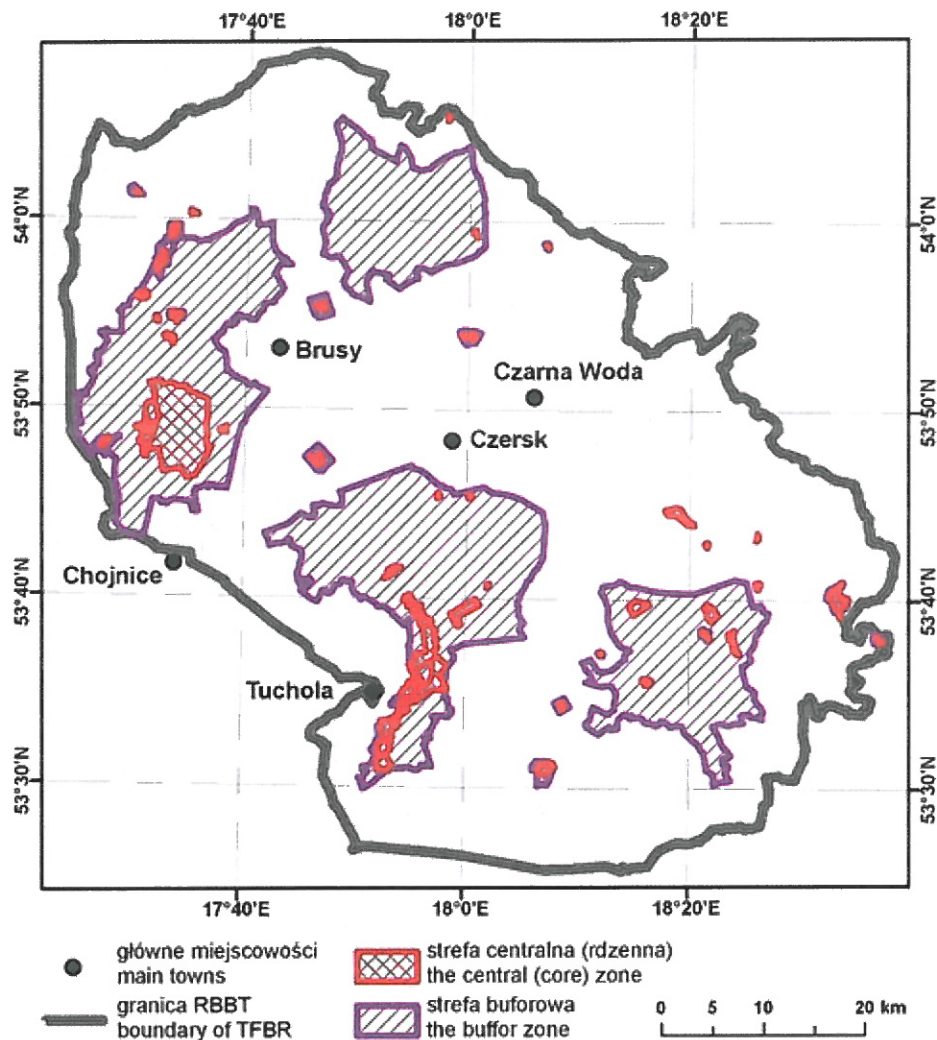 17°40'E 18°0'E 18°20'E
54°0'N 54°0'N
Brusy
Czarna Woda
53°50'N 53°50'N
Czersk
Chojnice
53°40'N 53°40'N
Tuchola
53°30'N 53°30'N
17°40'E 18°0'E 18°20'E
główne miejscowości
main towns
strefa centralna (rdzenna)
the central (core) zone
granica RBBT
boundary of TFBR
strefa buforowa
the buffor zone
0 5 10 20 km